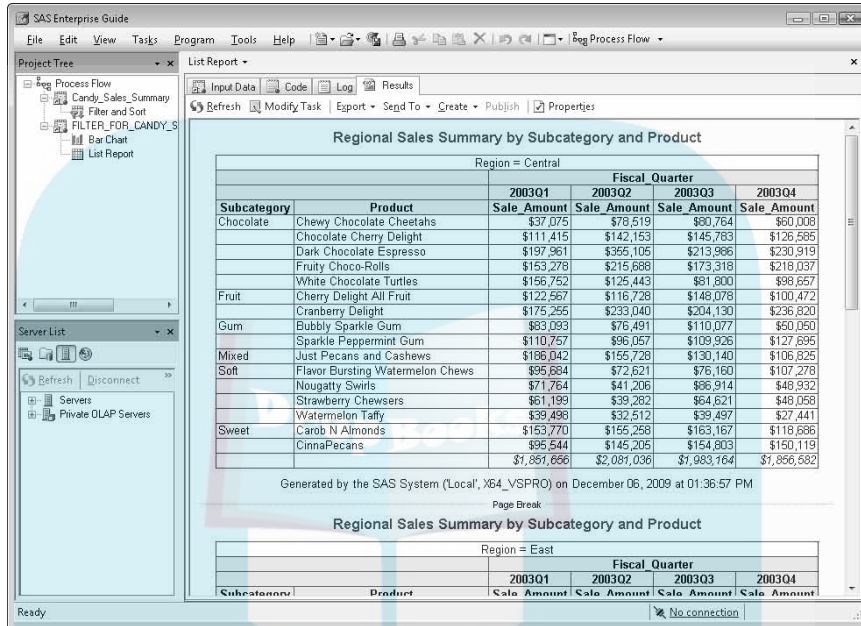 SAS Enterprise Guide
File Edit View Tasks Program Tools Help Process Flow
Project Tree
List Report
Process Flow
Candy_Sales_Summary
Filter and Sort
FILTER_FOR_CANDY_S
Bar Chart
List Report
Input Data Code Log Results
Refresh Modify Task Export Send To Create Publish Properties
Regional Sales Summary by Subcategory and Product
Region = Central
Fiscal_Quarter
2003Q1 2003Q2 2003Q3 2003Q4
Subcategory Product Sale_Amount Sale_Amount Sale_Amount Sale_Amount
Chocolate Chewy Chocolate Cheetahs $37,075 $78,519 $80,764 $60,008
Chocolate Cherry Delight $111,415 $142,153 $145,783 $126,585
Dark Chocolate Espresso $197,961 $355,105 $213,986 $230,919
Fruity Choco-Rolls $153,278 $215,688 $173,318 $218,037
White Chocolate Turtles $156,752 $125,443 $81,800 $98,657
Fruit Cherry Delight All Fruit $122,567 $116,728 $148,078 $100,472
Cranberry Delight $175,255 $233,040 $204,130 $236,820
Gum Bubbly Sparkle Gum $83,093 $76,491 $110,077 $50,050
Sparkle Peppermint Gum $110,757 $96,057 $109,926 $127,695
Mixed Just Pecans and Cashews $186,042 $155,728 $130,140 $106,825
Soft Flavor Bursting Watermelon Chews $95,684 $72,621 $76,160 $107,278
Nougatty Swirls $71,764 $41,206 $86,914 $48,932
Strawberry Chewsers $61,199 $39,282 $64,621 $48,058
Watermelon Taffy $39,498 $32,512 $39,497 $27,441
Sweet Carob N Almonds $153,770 $155,258 $163,167 $118,686
CinnaPecans $95,544 $145,205 $154,803 $150,119
$1,851,656 $2,081,036 $1,983,164 $1,856,582
Generated by the SAS System ('Local', X64_VSPRO) on December 06, 2009 at 01:36:57 PM
Page Break
Regional Sales Summary by Subcategory and Product
Region = East
Fiscal_Quarter
2003Q1 2003Q2 2003Q3 2003Q4
Subcategory Product Sale_Amount Sale_Amount Sale_Amount Sale_Amount
Server List
Refresh Disconnect
Servers
Private OLAP Servers
Ready
No connection